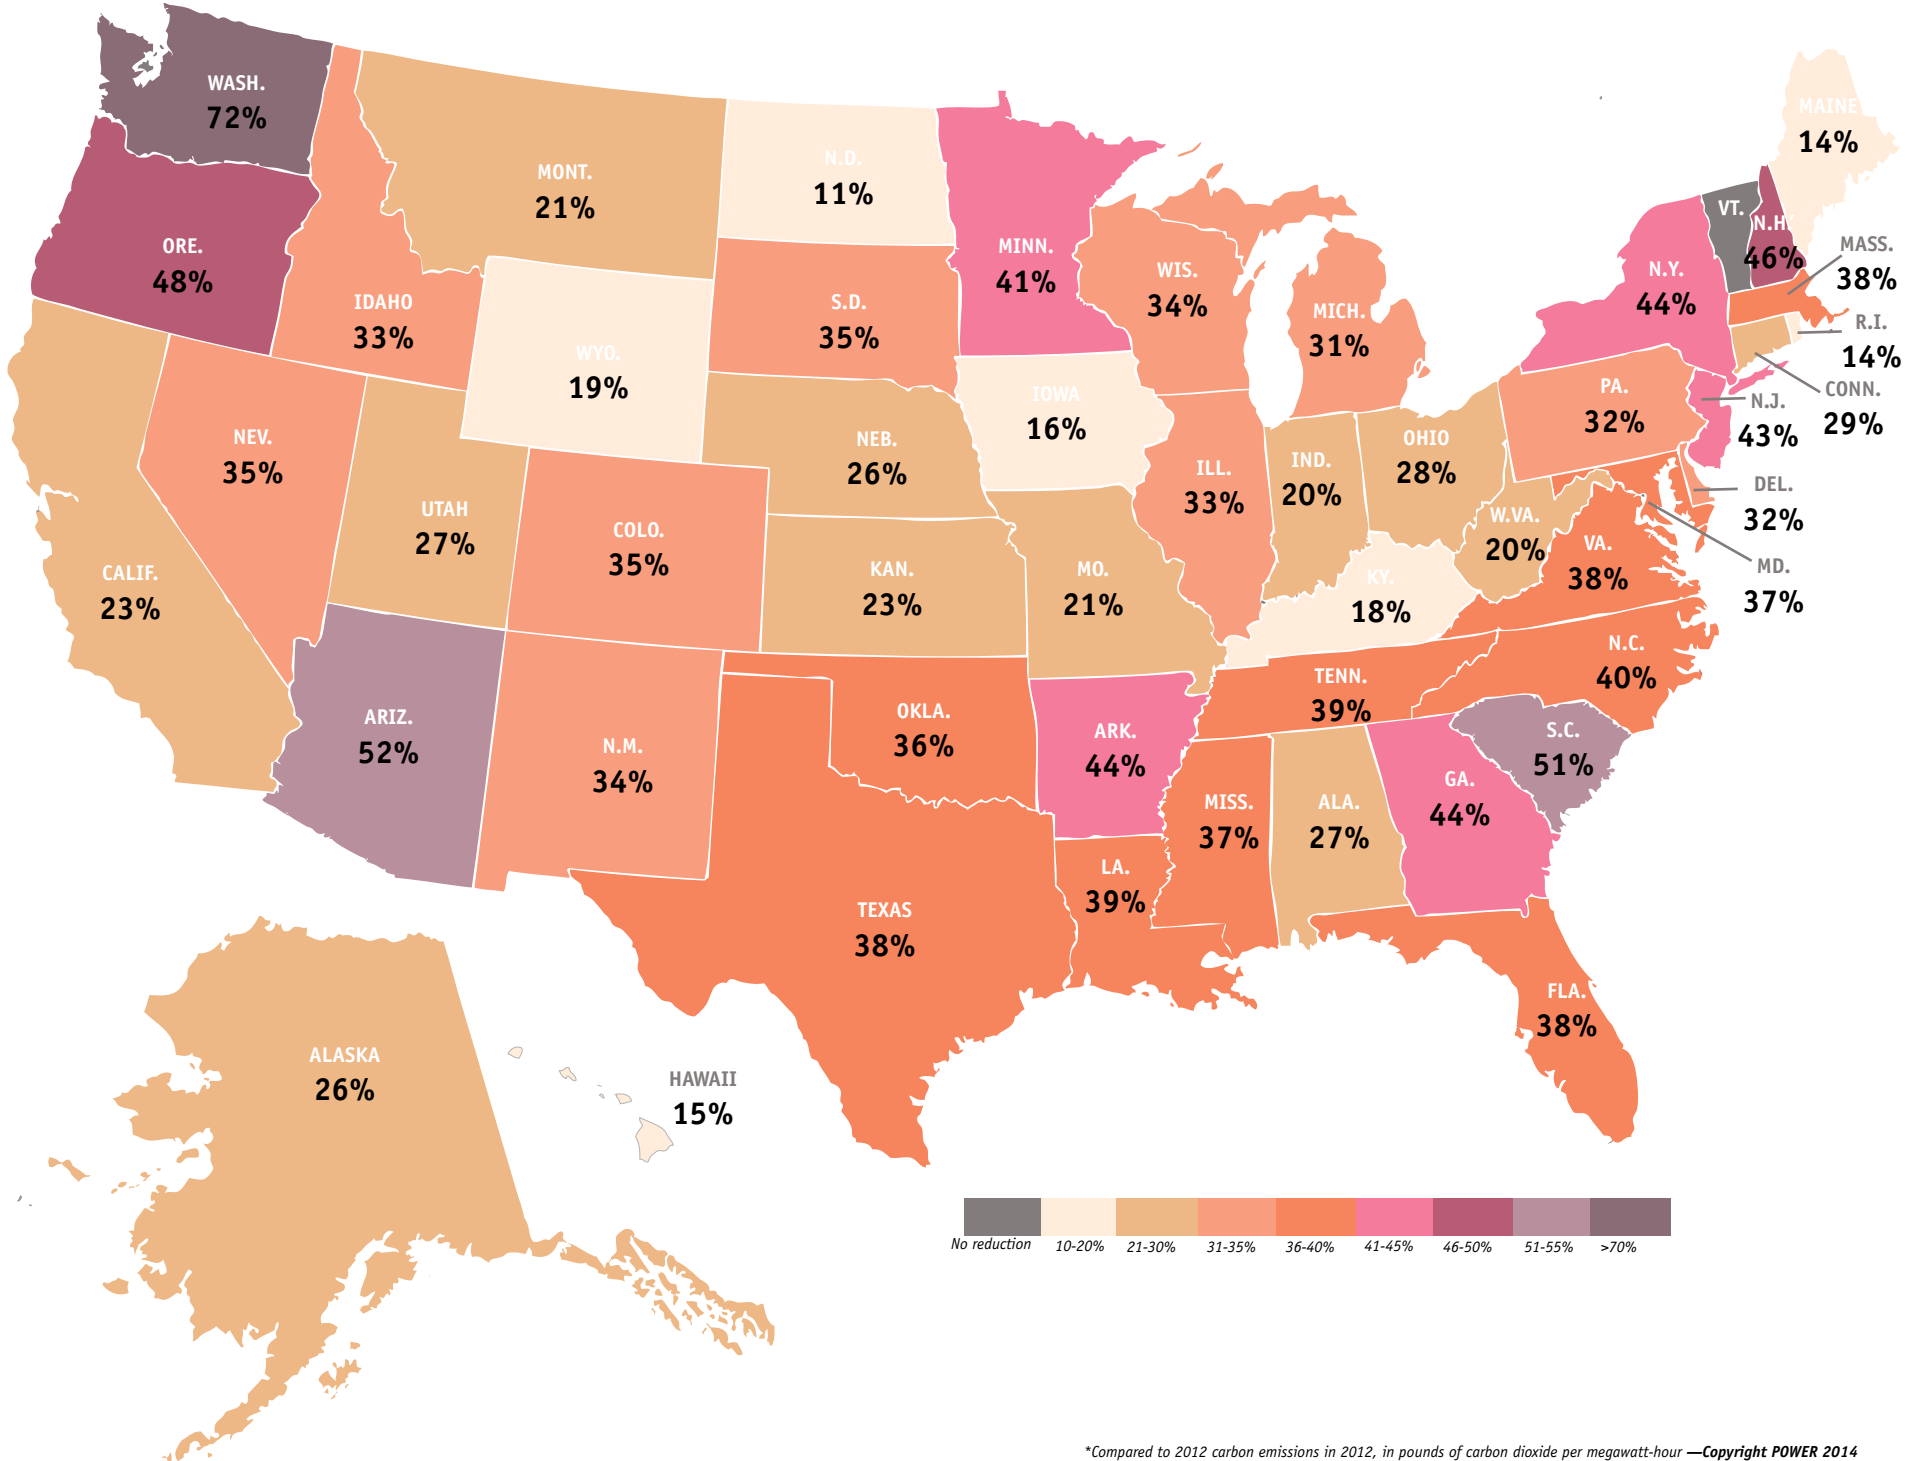 WASH.
72%
ORE.
48%
CALIF.
23%
IDAHO
33%
NEV.
35%
MONT.
21%
WYO.
19%
UTAH
27%
COLO.
35%
ARIZ.
52%
N.M.
34%
N.D.
11%
S.D.
35%
NEB.
26%
KAN.
23%
OKLA.
36%
TEXAS
38%
MINN.
41%
IOWA
16%
MO.
21%
ARK.
44%
LA.
39%
WIS.
34%
ILL.
33%
MICH.
31%
IND.
20%
OHIO
28%
KY.
18%
TENN.
39%
MISS.
37%
ALA.
27%
GA.
44%
FLA.
38%
S.C.
51%
N.C.
40%
VA.
38%
W.VA.
20%
PA.
32%
N.Y.
44%
VT.
N.H.
46%
MAINE
14%
MASS.
38%
R.I.
14%
CONN.
29%
N.J.
43%
DEL.
32%
MD.
37%
ALASKA
26%
HAWAII
15%
No reduction 10-20% 21-30% 31-35% 36-40% 41-45% 46-50% 51-55% >70%
*Compared to 2012 carbon emissions in 2012, in pounds of carbon dioxide per megawatt-hour —Copyright POWER 2014